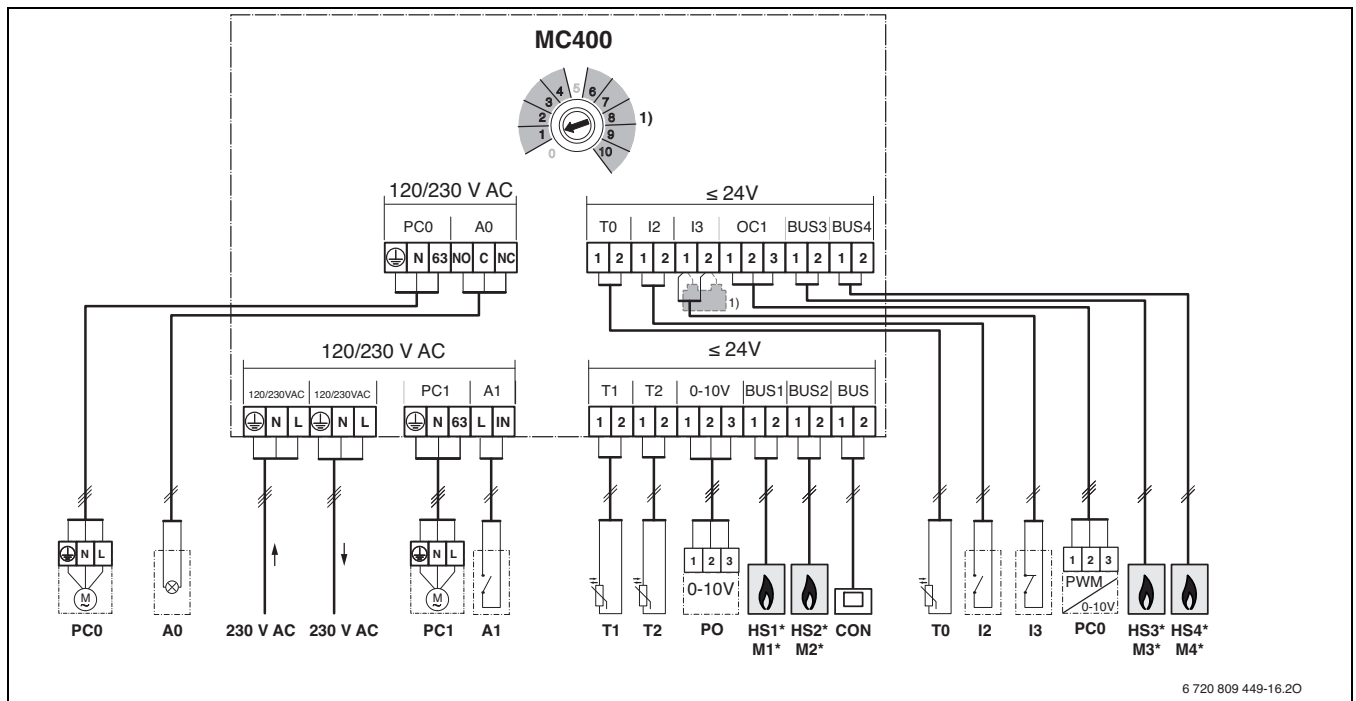 MC400
4 5 6
3 7
2 8 1)
1 9
0 10
120/230 V AC ≤ 24V
PC0 A0 T0 I2 I3 OC1 BUS3 BUS4
N 63 NO C NC 1 2 1 2 1 2 1 2 3 1 2 1 2
1)
120/230 V AC ≤ 24V
120/230VAC 120/230VAC PC1 A1 T1 T2 0-10V BUS1 BUS2 BUS
N L N L N 63 L IN 1 2 1 2 1 2 3 1 2 1 2 1 2
N L N L 1 2 3 1 2 3
M ~ M ~ 0-10V PWM 0-10V
PC0 A0 230 V AC 230 V AC PC1 A1 T1 T2 PO HS1* HS2* CON T0 I2 I3 PC0 HS3* HS4*
M1* M2* M3* M4*
6 720 809 449-16.2O